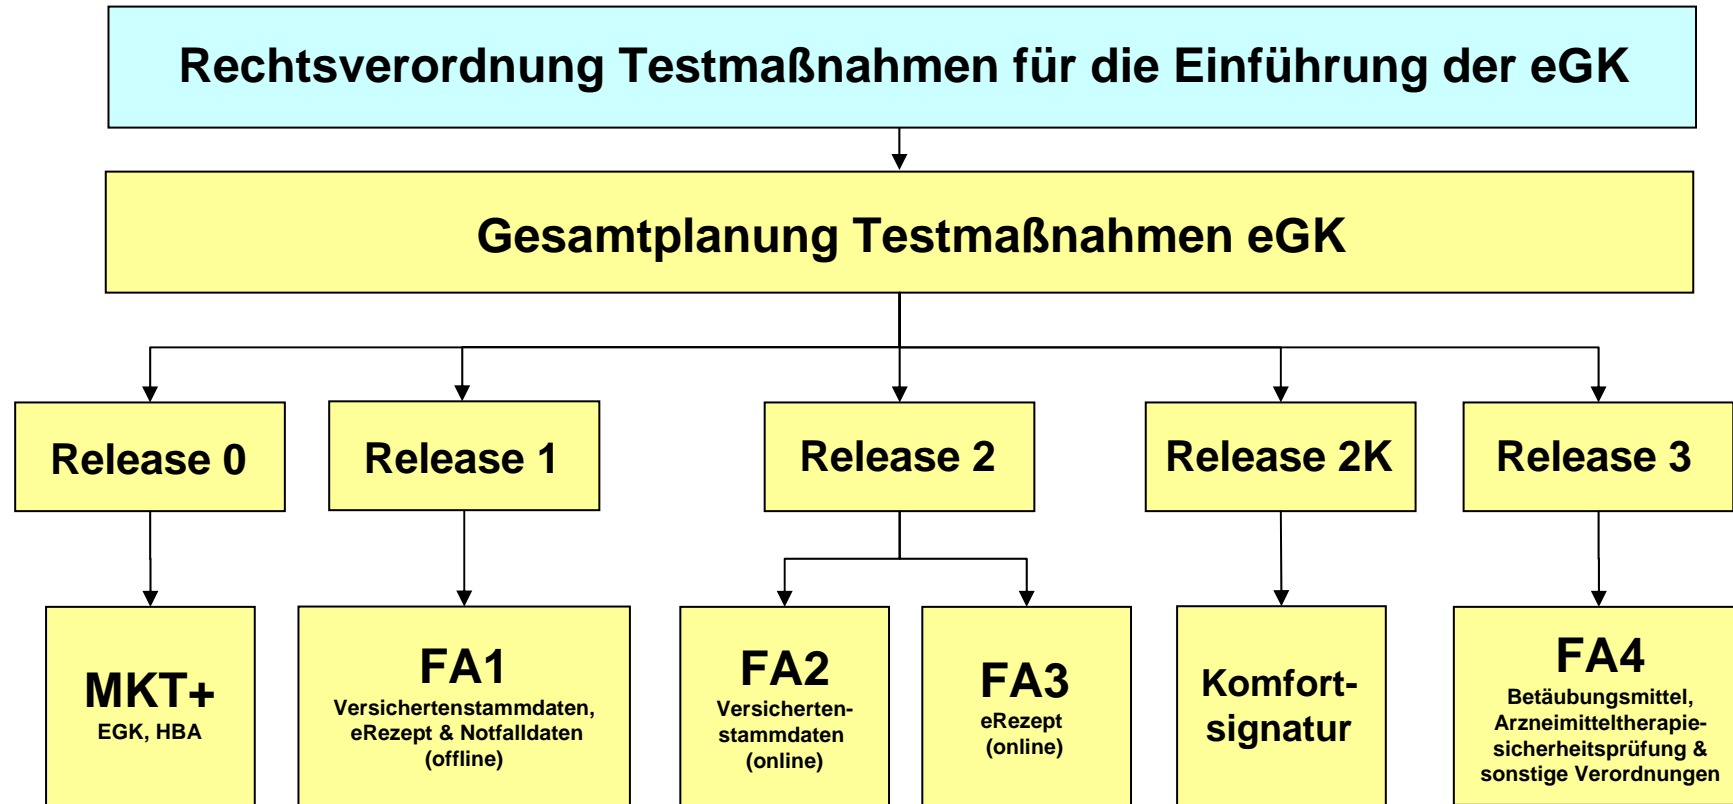 Rechtsverordnung Testmaßnahmen für die Einführung der eGK
Gesamtplanung Testmaßnahmen eGK
Release 0
Release 1
Release 2
Release 2K
Release 3
MKT+
EGK, HBA
FA1
Versichertenstammdaten,
eRezept & Notfalldaten
(offline)
FA2
Versicherten-
stammdaten
(online)
FA3
eRezept
(online)
Komfort-
signatur
FA4
Betäubungsmittel,
Arzneimitteltherapie-
sicherheitsprüfung &
sonstige Verordnungen